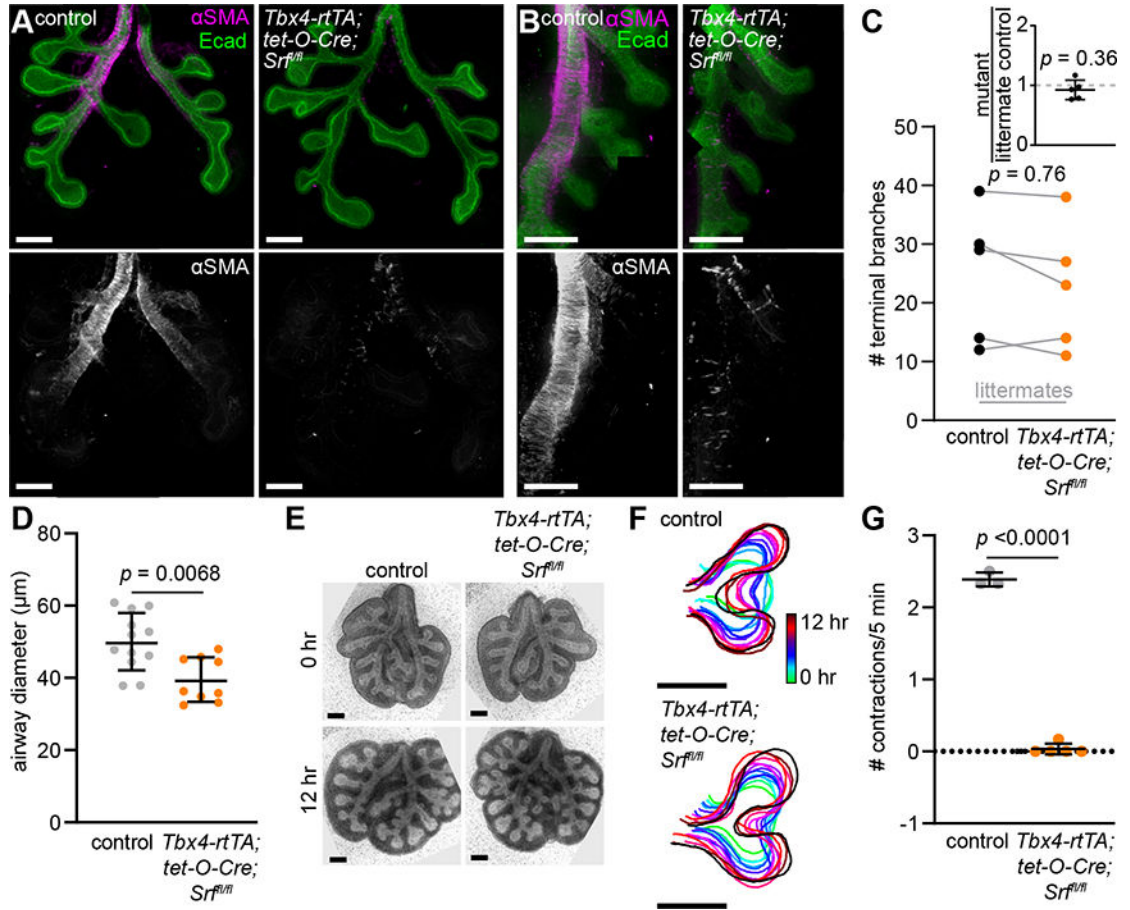 A control αSMA
Ecad
Tbx4-rtTA;
tet-O-Cre;
Srf^fl/fl
αSMA
B control αSMA
Ecad
Tbx4-rtTA;
tet-O-Cre;
Srf^fl/fl
αSMA
C
mutant
littermate control
2
1
0
p = 0.36
# terminal branches
50
40
30
20
10
0
p = 0.76
littermates
control
Tbx4-rtTA;
tet-O-Cre;
Srf^fl/fl
D
airway diameter (µm)
80
60
40
20
0
p = 0.0068
control
Tbx4-rtTA;
tet-O-Cre;
Srf^fl/fl
E
control
Tbx4-rtTA;
tet-O-Cre;
Srf^fl/fl
0 hr
12 hr
F
control
12 hr
0 hr
Tbx4-rtTA;
tet-O-Cre;
Srf^fl/fl
G
# contractions/5 min
3
2
1
0
-1
p <0.0001
control
Tbx4-rtTA;
tet-O-Cre;
Srf^fl/fl